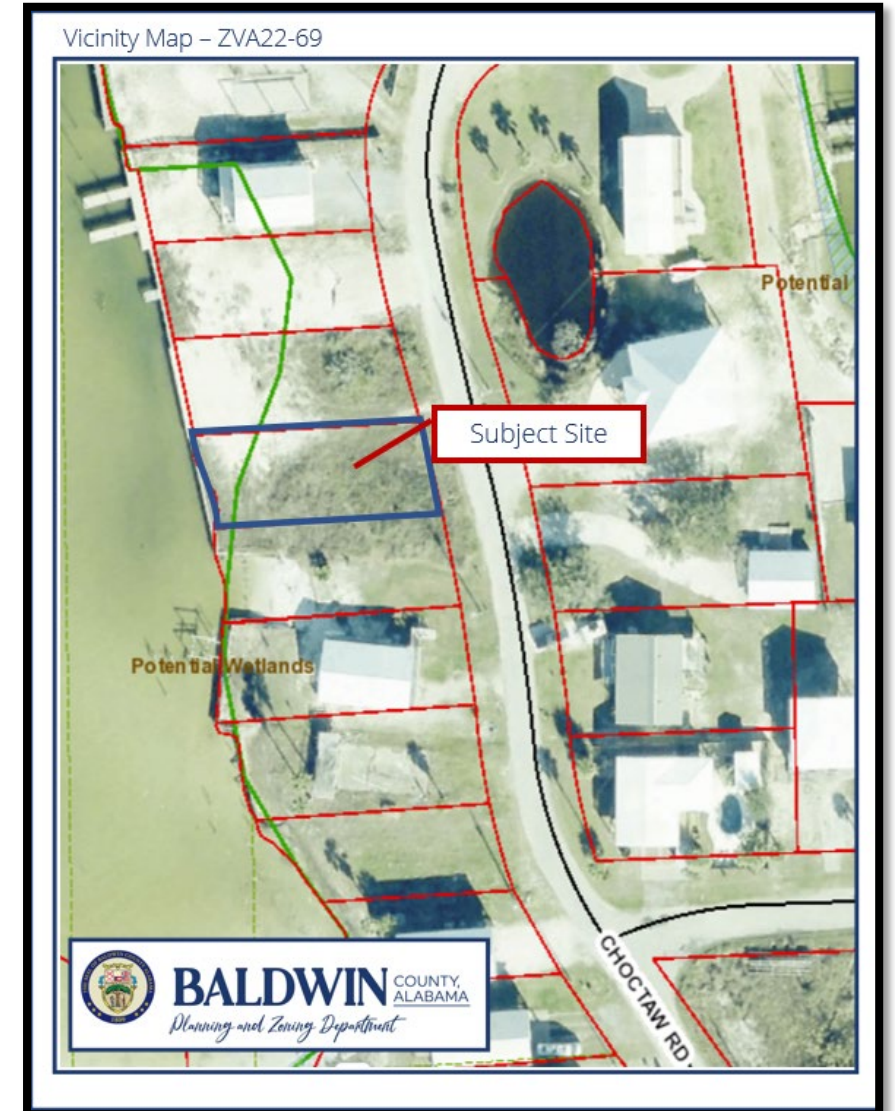 Vicinity Map – ZVA22-69
Potential
Subject Site
Potential Wetlands
CHOCTAW RD
BALDWIN COUNTY, ALABAMA
Planning and Zoning Department